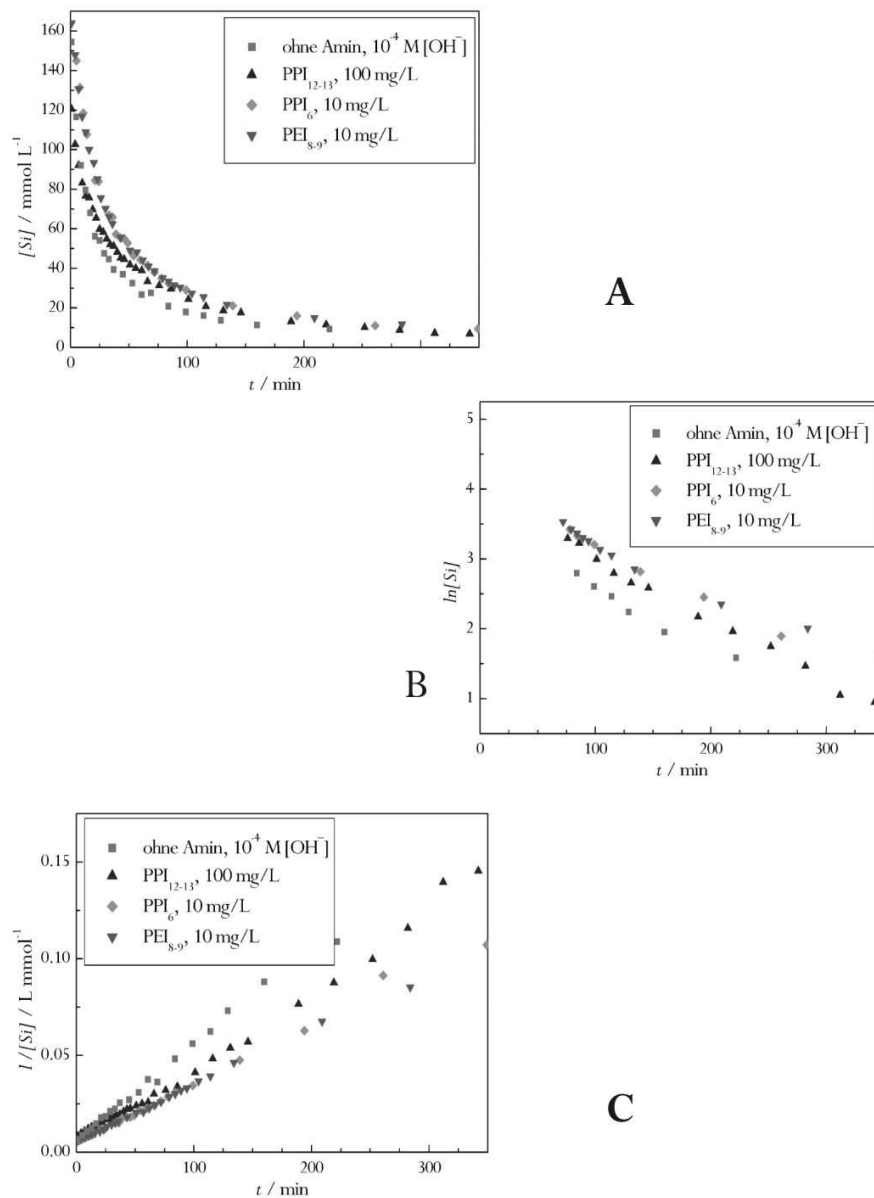 160
140
120
100
80
60
40
20
0
[Si] / mmol L⁻¹
ohne Amin, 10⁻⁴ M [OH⁻]
PPI₁₂₋₁₃, 100 mg/L
PPI₆, 10 mg/L
PEI₈₋₉, 10 mg/L
0 100 200
t / min
A
5
4
3
2
1
ln[Si]
ohne Amin, 10⁻⁴ M [OH⁻]
PPI₁₂₋₁₃, 100 mg/L
PPI₆, 10 mg/L
PEI₈₋₉, 10 mg/L
0 100 200 300
t / min
B
0.15
0.10
0.05
0.00
1/[Si] / L mmol⁻¹
ohne Amin, 10⁻⁴ M [OH⁻]
PPI₁₂₋₁₃, 100 mg/L
PPI₆, 10 mg/L
PEI₈₋₉, 10 mg/L
0 100 200 300
t / min
C